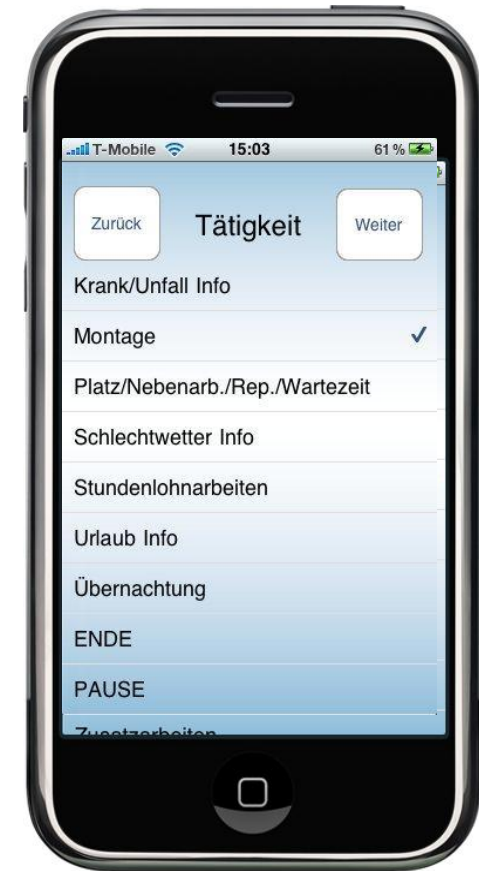 T-Mobile 15:03 61 %
Zurück Tätigkeit Weiter
Krank/Unfall Info
Montage
Platz/Nebenarb./Rep./Wartezeit
Schlechtwetter Info
Stundenlohnarbeiten
Urlaub Info
Übernachtung
ENDE
PAUSE
Zusatzarbeiten